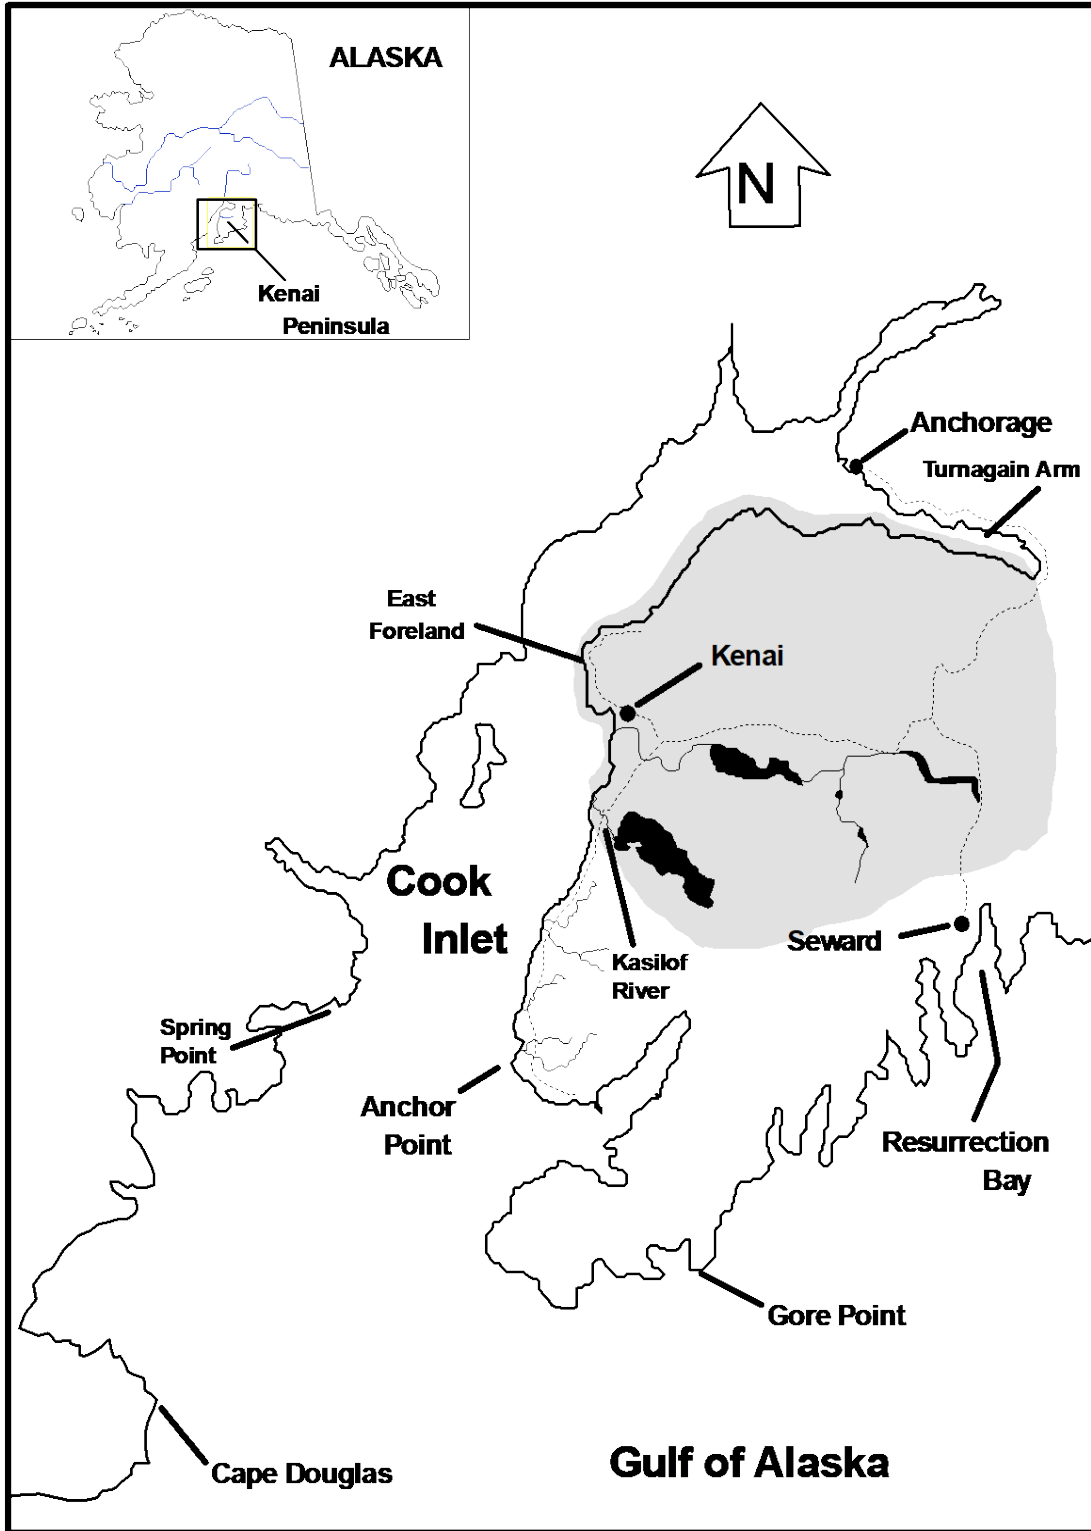 ALASKA
Kenai
Peninsula
N
Anchorage
Turnagain Arm
East
Foreland
Kenai
Cook
Inlet
Seward
Kasilof
River
Spring
Point
Anchor
Point
Resurrection
Bay
Gore Point
Cape Douglas
Gulf of Alaska